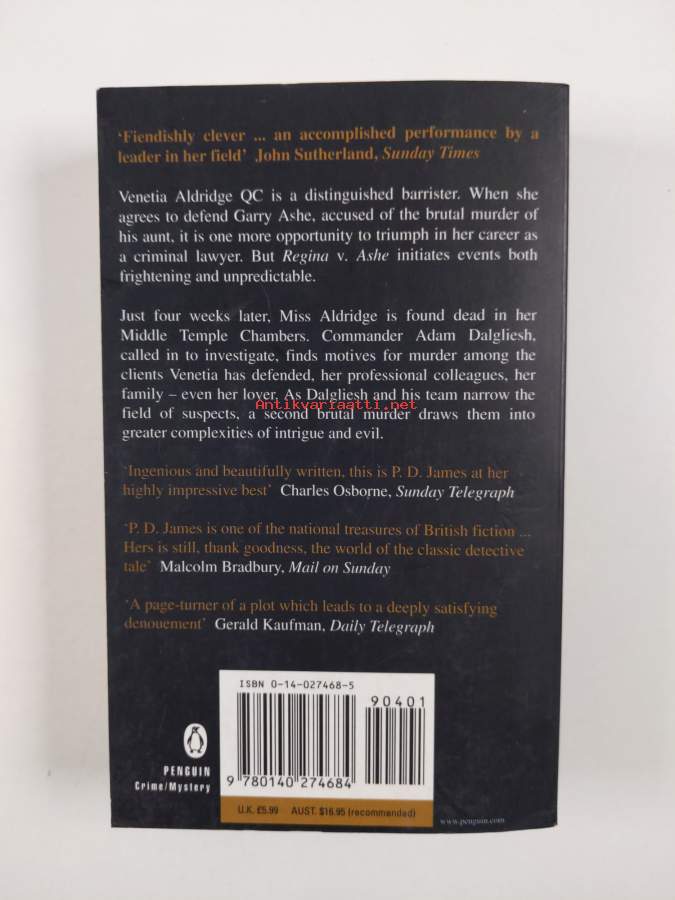 'Fiendishly clever ... an accomplished performance by a
leader in her field' John Sutherland, Sunday Times
Venetia Aldridge QC is a distinguished barrister. When she
agrees to defend Garry Ashe, accused of the brutal murder of
his aunt, it is one more opportunity to triumph in her career as
a criminal lawyer. But Regina v. Ashe initiates events both
frightening and unpredictable.
Just four weeks later, Miss Aldridge is found dead in her
Middle Temple Chambers. Commander Adam Dalgliesh,
called in to investigate, finds motives for murder among the
clients Venetia has defended, her professional colleagues, her
family – even her lover. As Dalgliesh and his team narrow the
Antikvariaatti.net
field of suspects, a second brutal murder draws them into
greater complexities of intrigue and evil.
'Ingenious and beautifully written, this is P. D. James at her
highly impressive best' Charles Osborne, Sunday Telegraph
'P. D. James is one of the national treasures of British fiction ...
Hers is still, thank goodness, the world of the classic detective
tale' Malcolm Bradbury, Mail on Sunday
'A page-turner of a plot which leads to a deeply satisfying
denouement' Gerald Kaufman, Daily Telegraph
ISBN 0-14-027468-5
90401
9 780140 274684
PENGUIN
Crime/Mystery
U.K. £5.99 AUST. $16.95 (recommended)
www.penguin.com